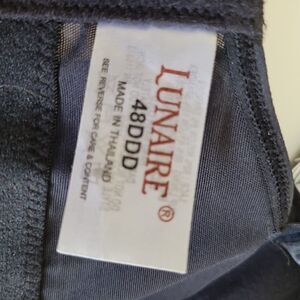 LUNAIRE®
48DDD
MADE IN THAILAND
SEE REVERSE FOR CARE & CONTENT